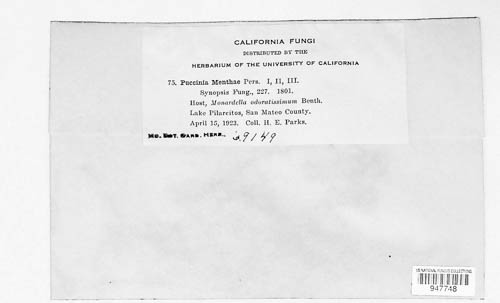 CALIFORNIA FUNGI
DISTRIBUTED BY THE
HERBARIUM OF THE UNIVERSITY OF CALIFORNIA
75. Puccinia Menthae Pers. I, II, III.
Synopsis Fung., 227. 1801.
Host, Monardella odoratissimum Benth.
Lake Pilarcitos, San Mateo County.
April 15, 1923. Coll. H. E. Parks.
MO. BOT. GARD. HERB., 69149
US NATIONAL FUNGUS COLLECTIONS
947748